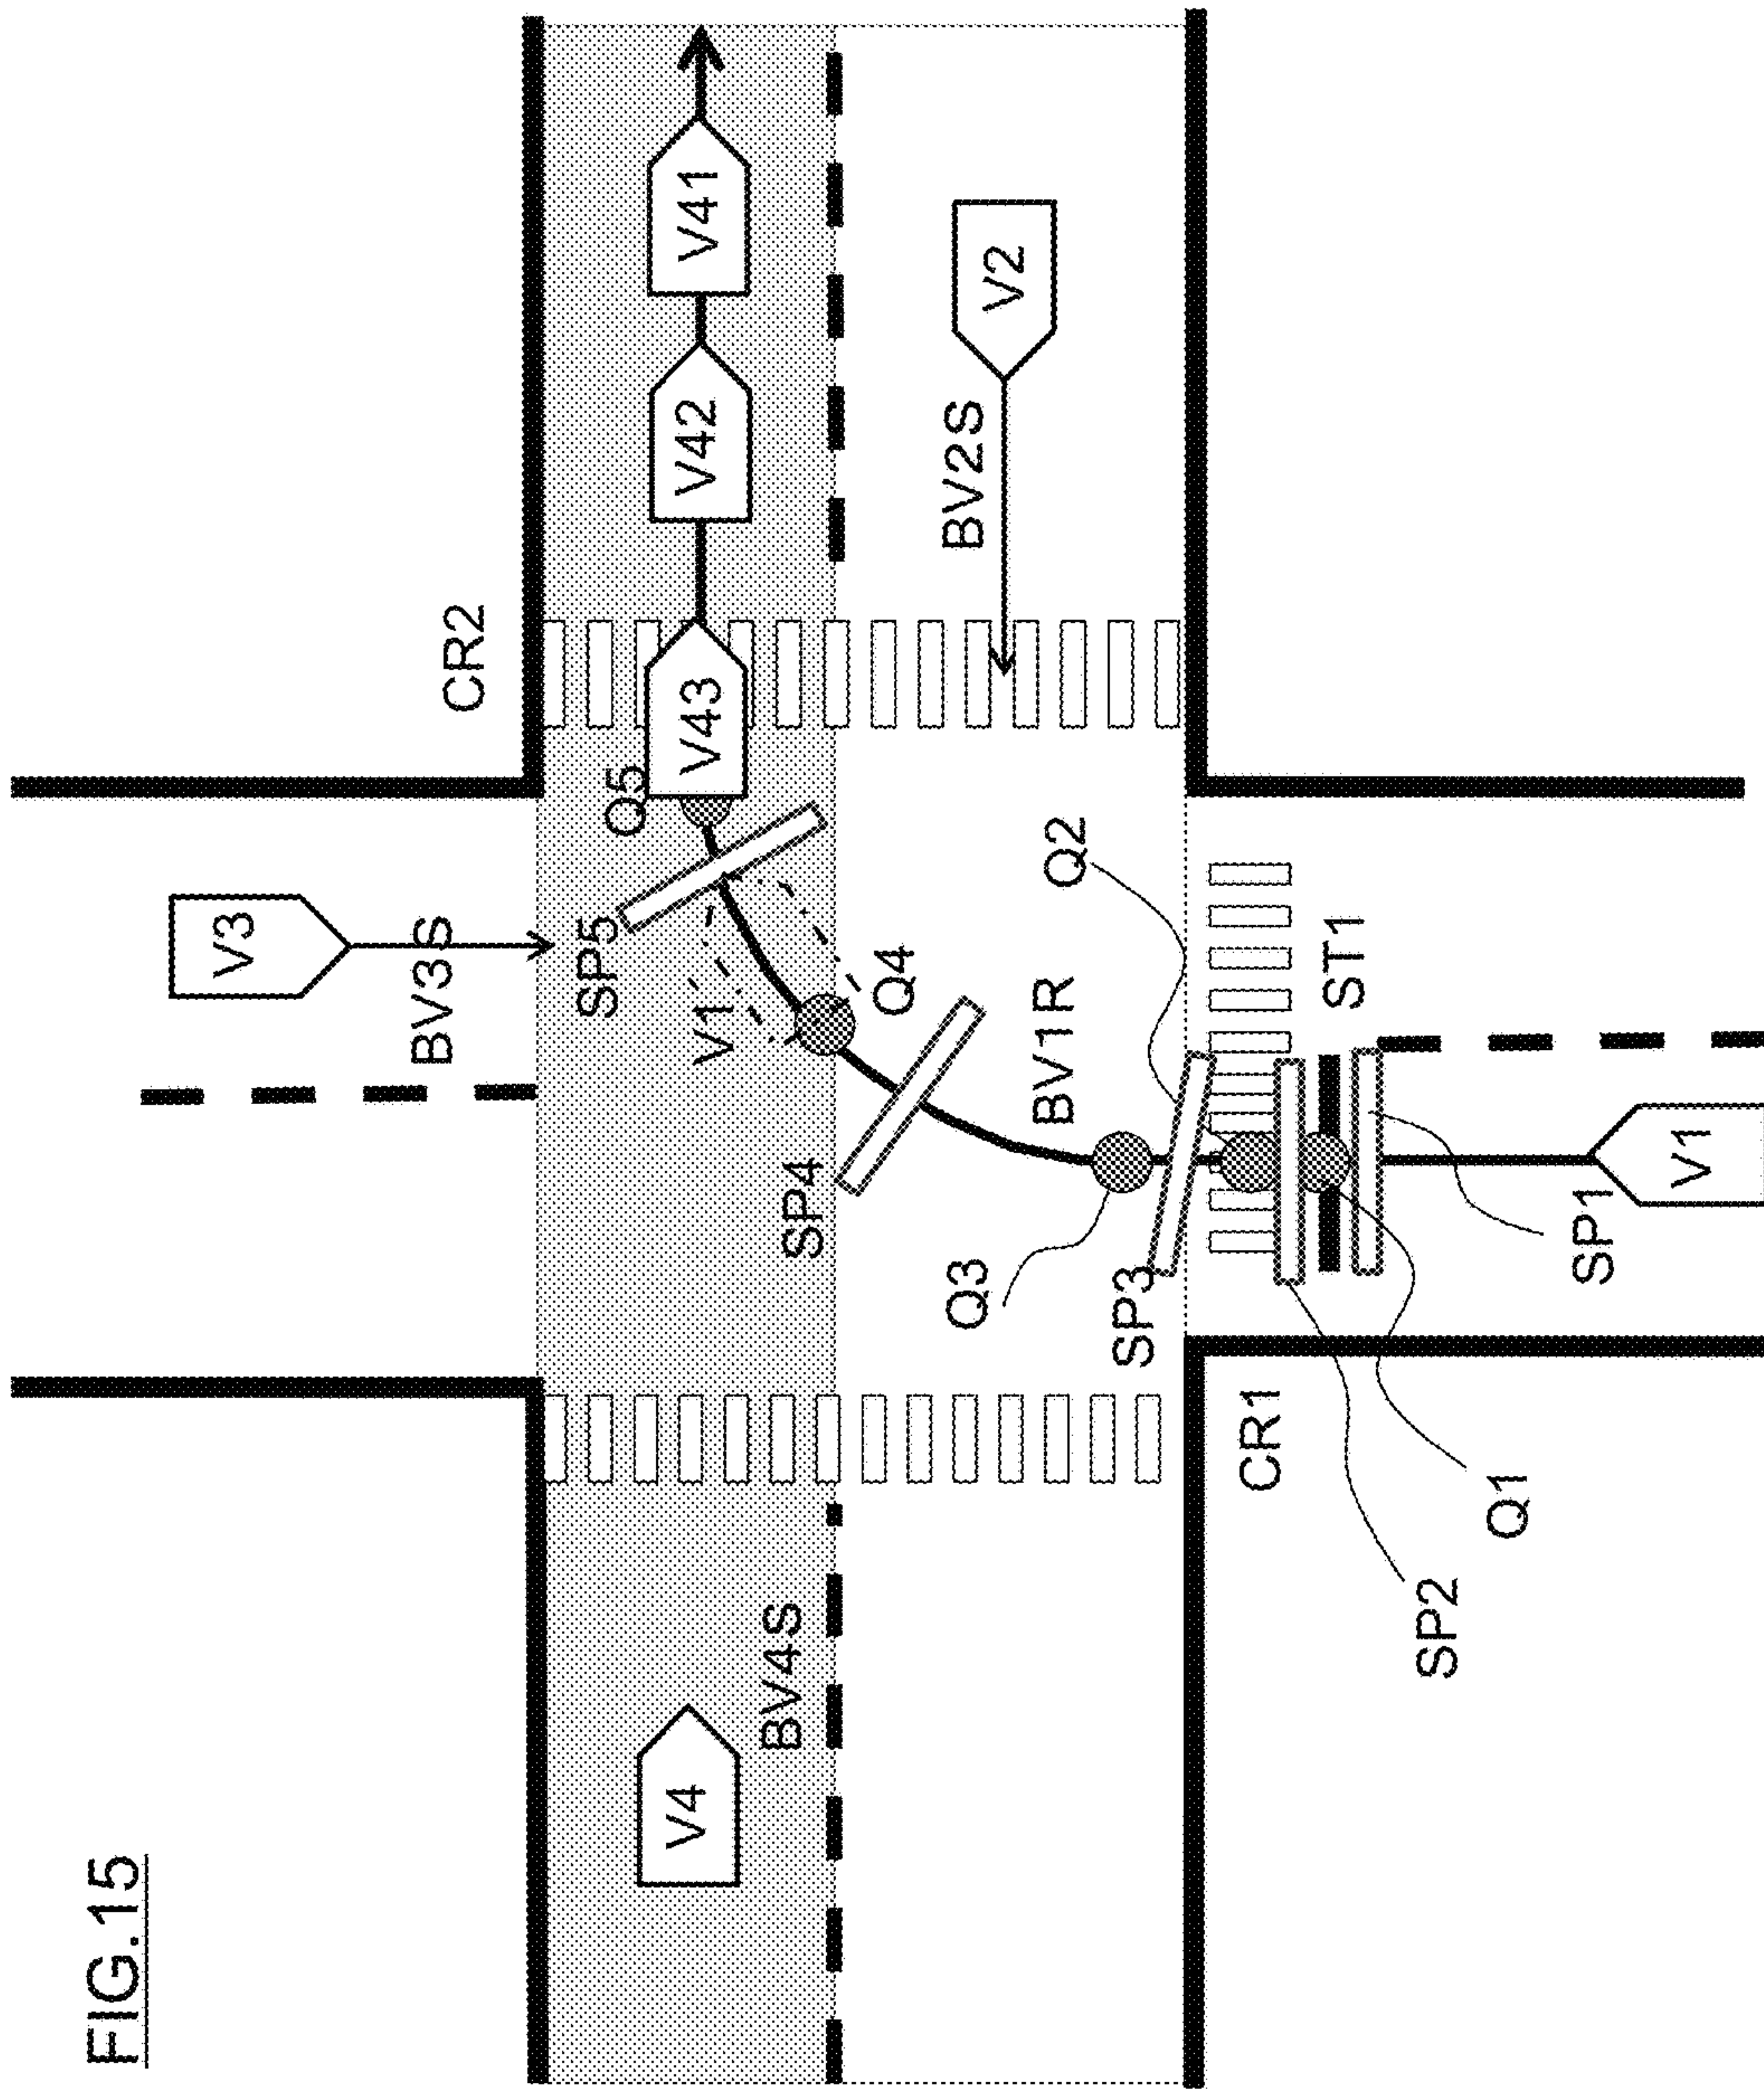 FIG.15
V4
BV4S
V3
BV3S
CR2
V41
V42
V43
Q5
SP5
V1
Q4
SP4
V2
BV2S
Q2
BV1R
Q3
SP3
CR1
ST1
V1
SP1
Q1
SP2